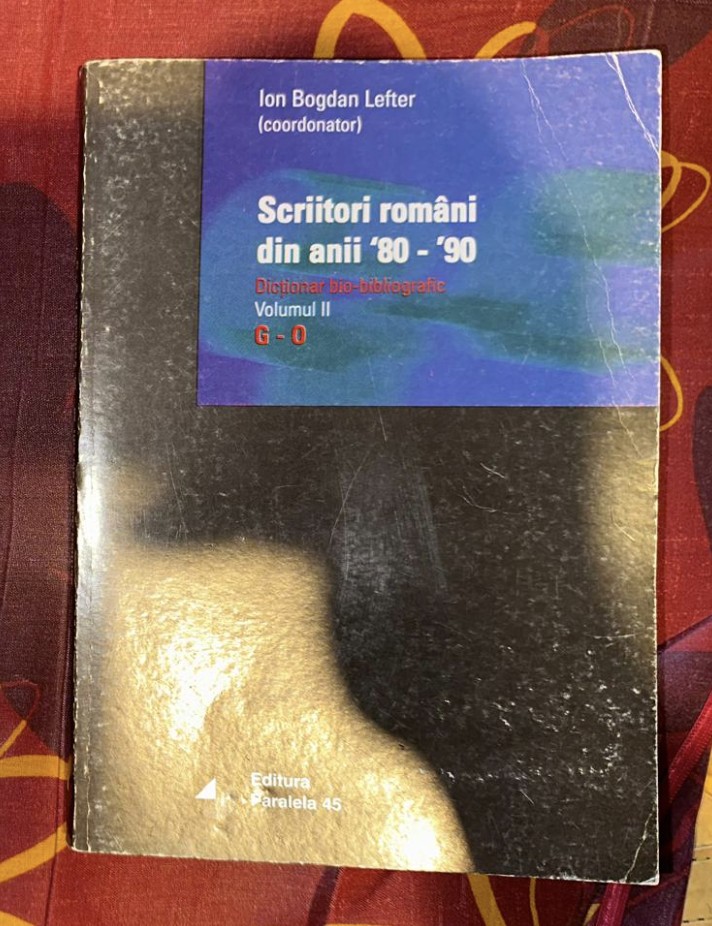 Ion Bogdan Lefter
(coordonator)
Scriitori români
din anii ‘80 - ’90
Dicționar bio-bibliografic
Volumul II
G - O
Editura
Paralela 45